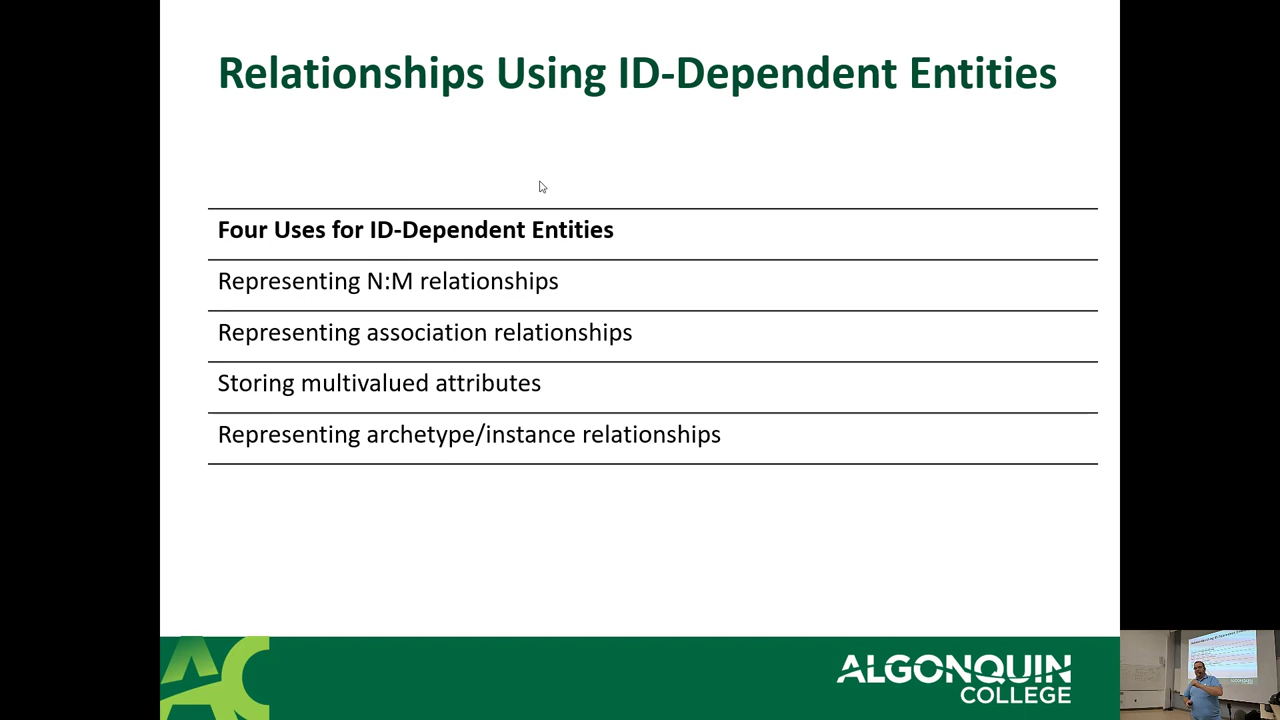 Relationships Using ID-Dependent Entities
Four Uses for ID-Dependent Entities
Representing N:M relationships
Representing association relationships
Storing multivalued attributes
Representing archetype/instance relationships
AC
ALGONQUIN
COLLEGE